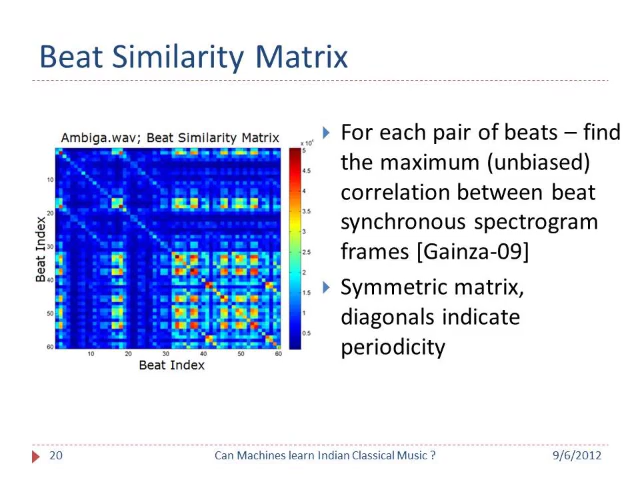 Beat Similarity Matrix
Ambiga.wav; Beat Similarity Matrix
Beat Index
10
20
30
40
50
60
10 20 30 40 50 60
Beat Index
5
4.5
4
3.5
3
2.5
2
1.5
1
0.5
For each pair of beats – find
the maximum (unbiased)
correlation between beat
synchronous spectrogram
frames [Gainza-09]
Symmetric matrix,
diagonals indicate
periodicity
20 Can Machines learn Indian Classical Music ? 9/6/2012